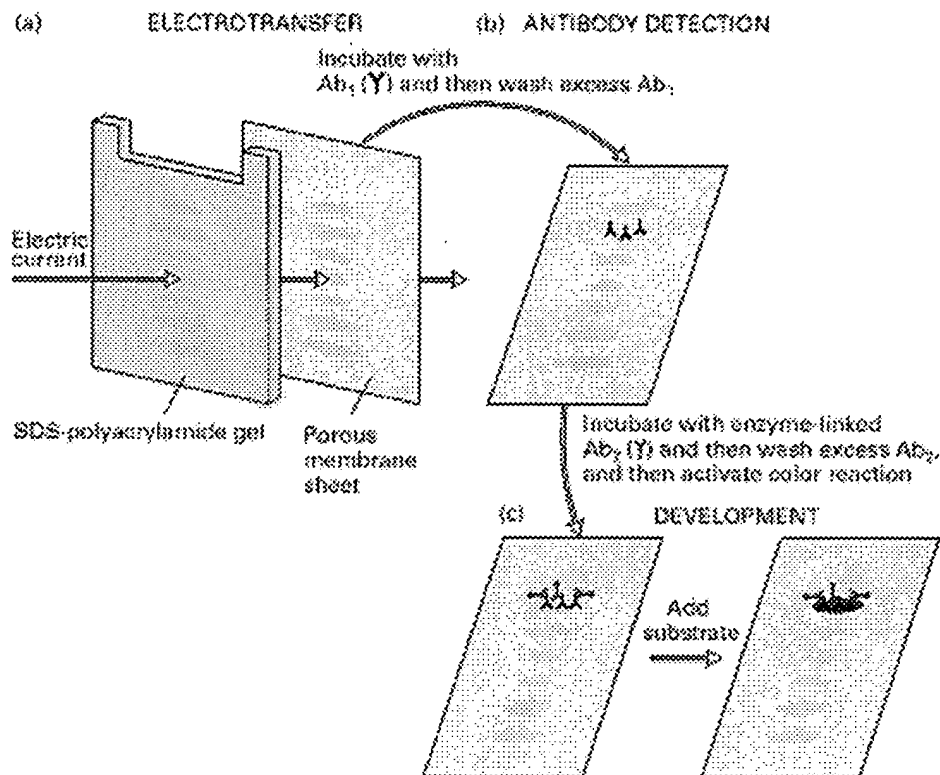 (a) ELECTROTRANSFER
(b) ANTIBODY DETECTION
Incubate with
Ab₁ (Y) and then wash excess Ab₁
Electric
current
SDS-polyacrylamide gel
Porous
membrane
sheet
Incubate with enzyme-linked
Ab₂ (Y) and then wash excess Ab₂,
and then activate color reaction
(c) DEVELOPMENT
Add
substrate